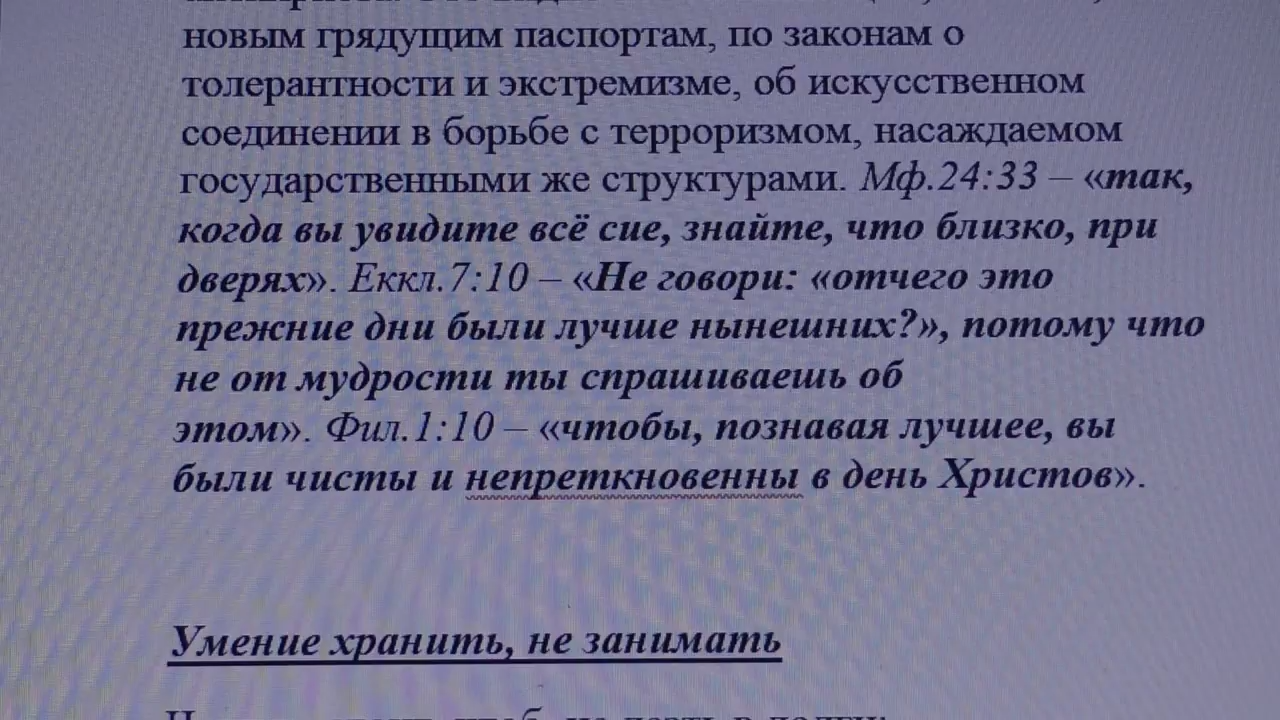 новым грядущим паспортам, по законам о
толерантности и экстремизме, об искусственном
соединении в борьбе с терроризмом, насаждаемом
государственными же структурами. Мф.24:33 – «так,
когда вы увидите всё сие, знайте, что близко, при
дверях». Еккл.7:10 – «Не говори: «отчего это
прежние дни были лучше нынешних?», потому что
не от мудрости ты спрашиваешь об
этом». Фил.1:10 – «чтобы, познавая лучшее, вы
были чисты и непреткновенны в день Христов».
Умение хранить, не занимать